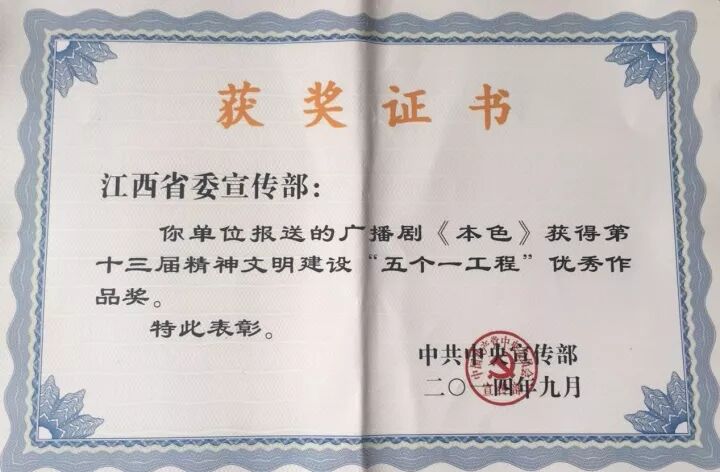 获奖证书
江西省委宣传部：
你单位报送的广播剧《本色》获得第
十三届精神文明建设“五个一工程”优秀作
品奖。
特此表彰。
中共中央宣传部
二〇一四年九月
宣传部